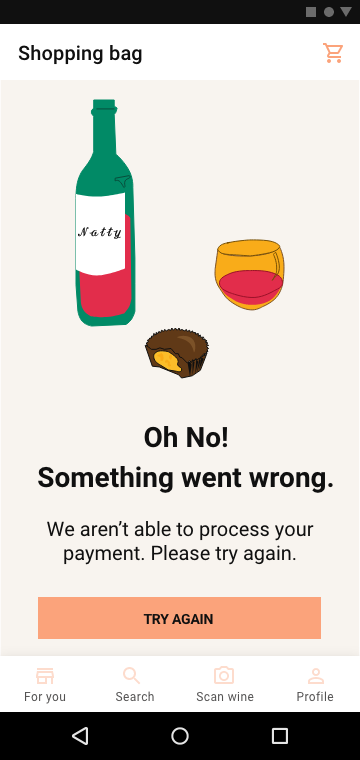 Shopping bag
Natty
Oh No!
Something went wrong.
We aren’t able to process your
payment. Please try again.
TRY AGAIN
For you
Search
Scan wine
Profile